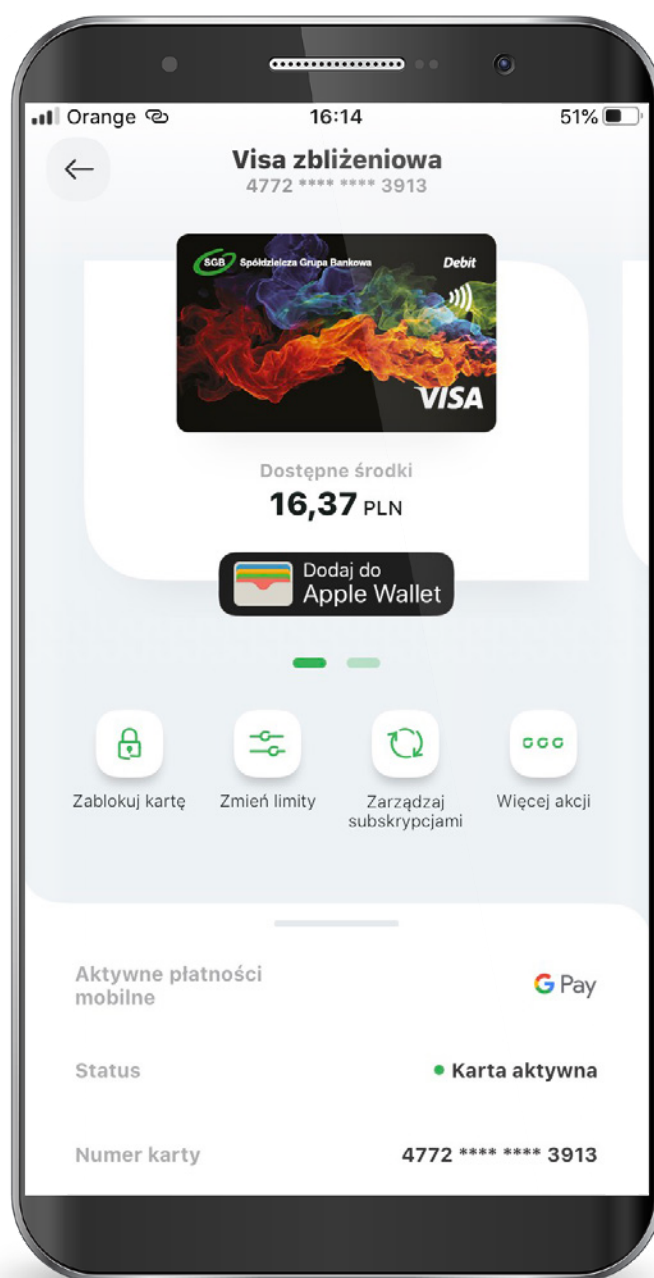 Orange
16:14
51%
Visa zbliżeniowa
4772 **** **** 3913
SGB Spółdzielcza Grupa Bankowa
Debit
VISA
Dostępne środki
16,37 PLN
Dodaj do
Apple Wallet
Zablokuj kartę
Zmień limity
Zarządzaj
subskrypcjami
Więcej akcji
Aktywne płatności
mobilne
G Pay
Status
Karta aktywna
Numer karty
4772 **** **** 3913